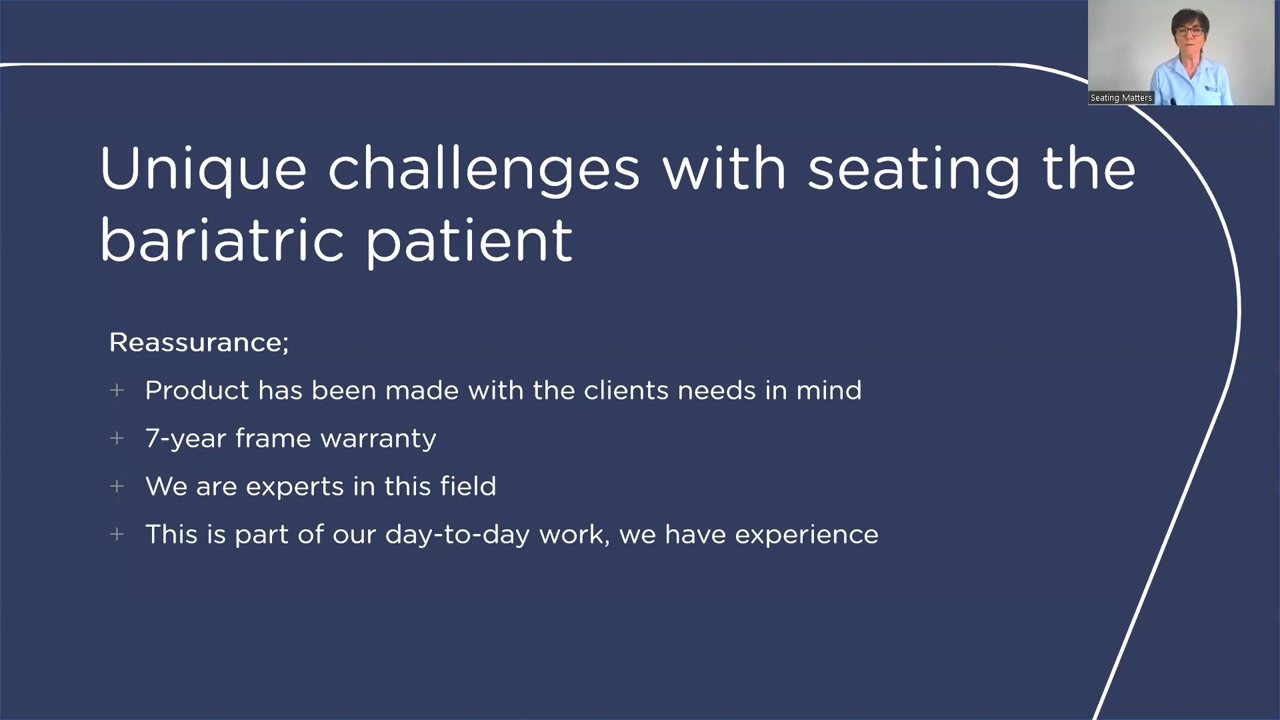 Seating Matters
Unique challenges with seating the
bariatric patient
Reassurance;
+ Product has been made with the clients needs in mind
+ 7-year frame warranty
+ We are experts in this field
+ This is part of our day-to-day work, we have experience